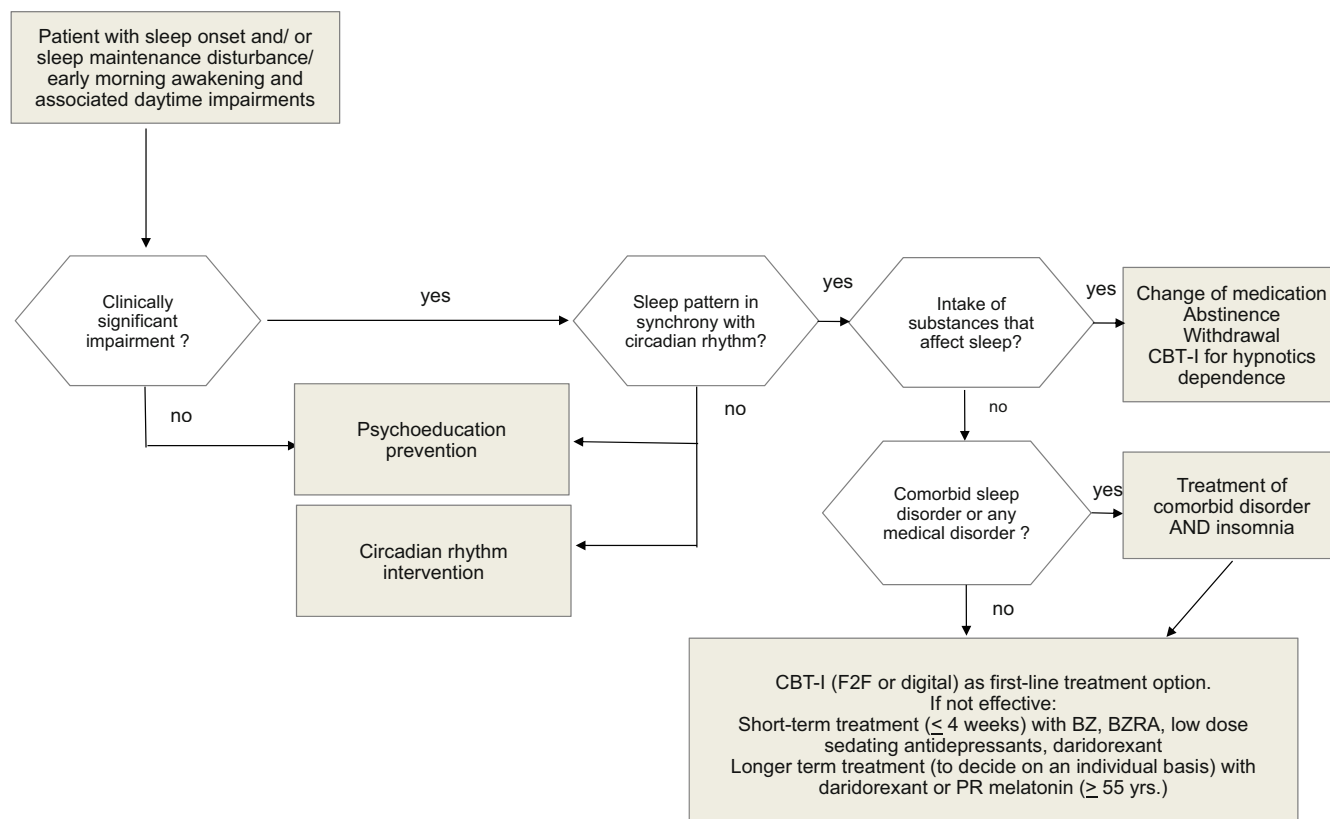 Patient with sleep onset and/ or
sleep maintenance disturbance/
early morning awakening and
associated daytime impairments
Clinically
significant
impairment ?
yes
no
Sleep pattern in
synchrony with
circadian rhythm?
yes
no
Intake of
substances that
affect sleep?
yes
no
Change of medication
Abstinence
Withdrawal
CBT-I for hypnotics
dependence
Psychoeducation
prevention
Circadian rhythm
intervention
Comorbid sleep
disorder or any
medical disorder ?
yes
no
Treatment of
comorbid disorder
AND insomnia
CBT-I (F2F or digital) as first-line treatment option.
If not effective:
Short-term treatment (≤ 4 weeks) with BZ, BZRA, low dose
sedating antidepressants, daridorexant
Longer term treatment (to decide on an individual basis) with
daridorexant or PR melatonin (≥ 55 yrs.)